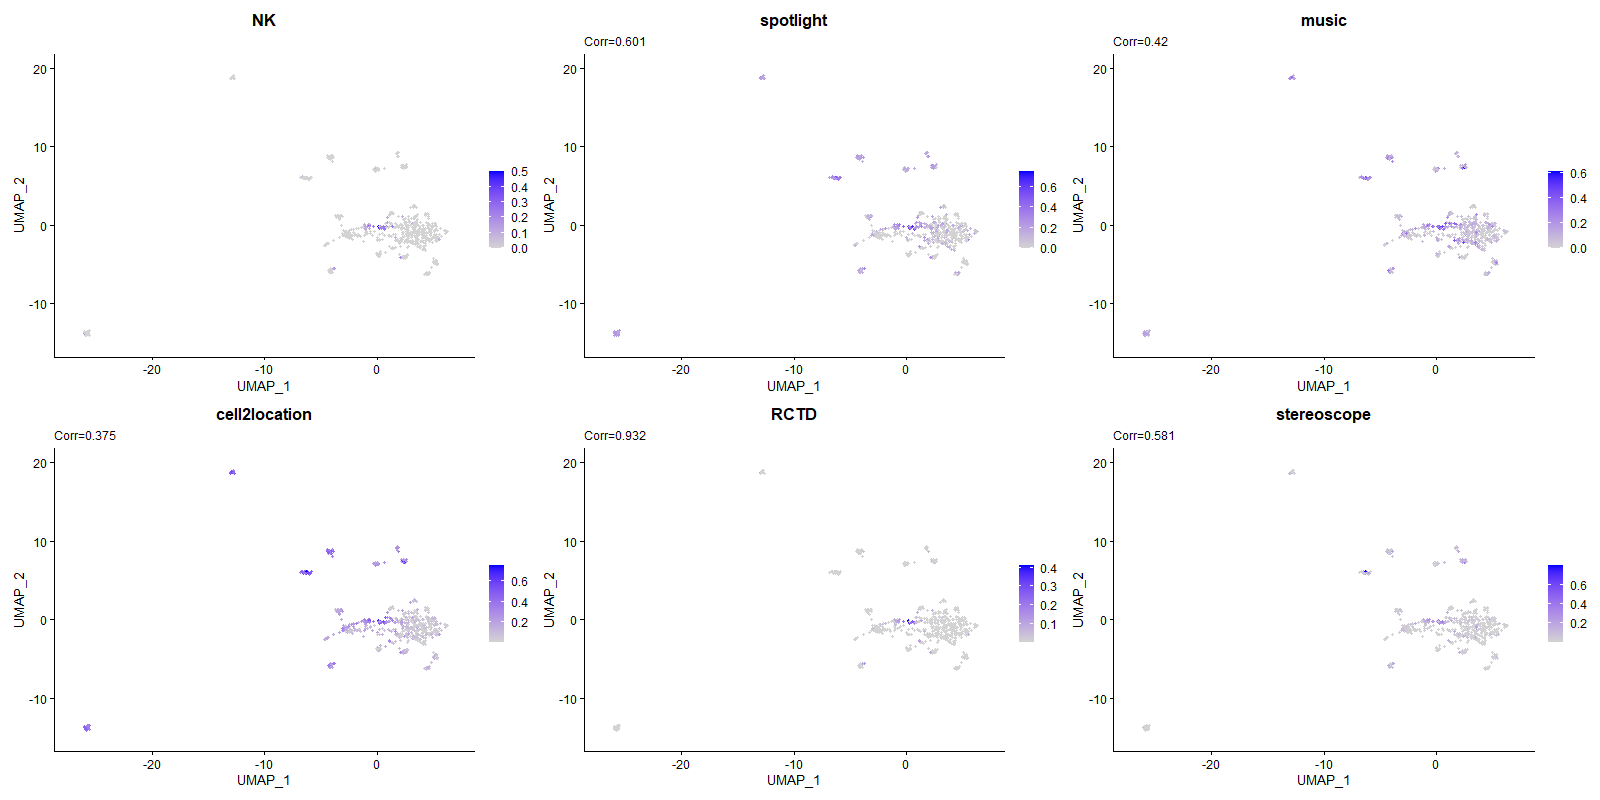 NK
spotlight
music
Corr=0.601
Corr=0.42
20
10
0
-10
UMAP_2
-20
-10
0
UMAP_1
0.5
0.4
0.3
0.2
0.1
0.0
20
10
0
-10
UMAP_2
-20
-10
0
UMAP_1
0.6
0.4
0.2
0.0
20
10
0
-10
UMAP_2
-20
-10
0
UMAP_1
0.6
0.4
0.2
0.0
cell2location
RCTD
stereoscope
Corr=0.375
Corr=0.932
Corr=0.581
20
10
0
-10
UMAP_2
-20
-10
0
UMAP_1
0.6
0.4
0.2
20
10
0
-10
UMAP_2
-20
-10
0
UMAP_1
0.4
0.3
0.2
0.1
20
10
0
-10
UMAP_2
-20
-10
0
UMAP_1
0.6
0.4
0.2